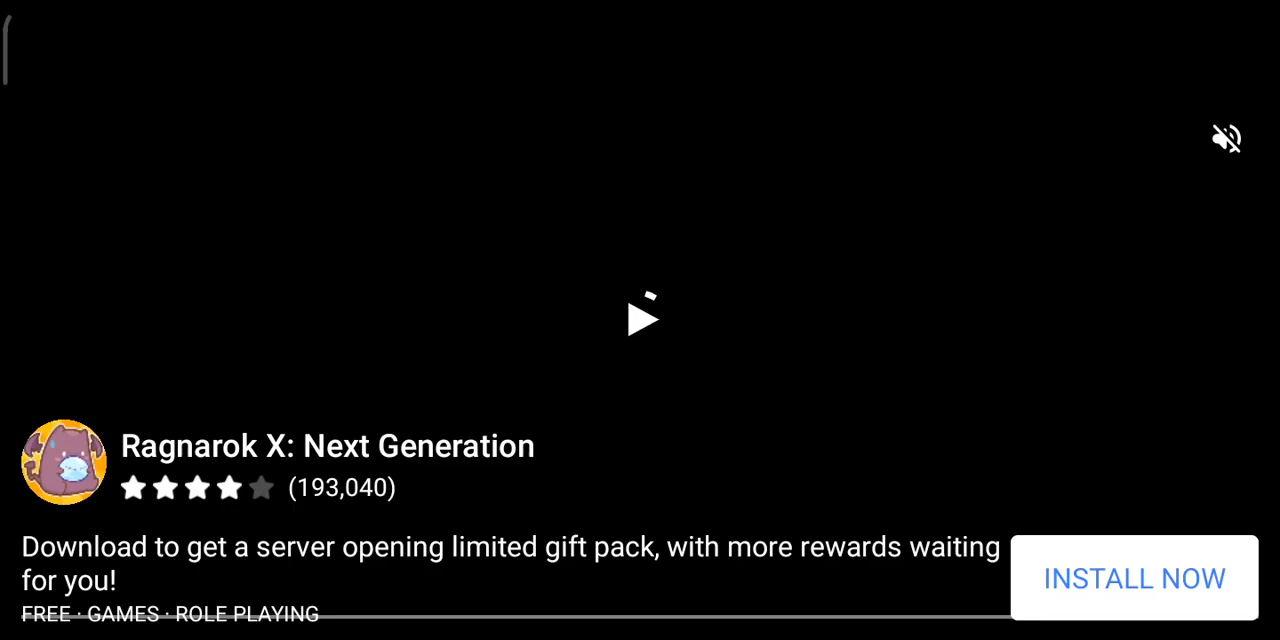 Ragnarok X: Next Generation
(193,040)
Download to get a server opening limited gift pack, with more rewards waiting
for you!
INSTALL NOW
FREE · GAMES · ROLE PLAYING